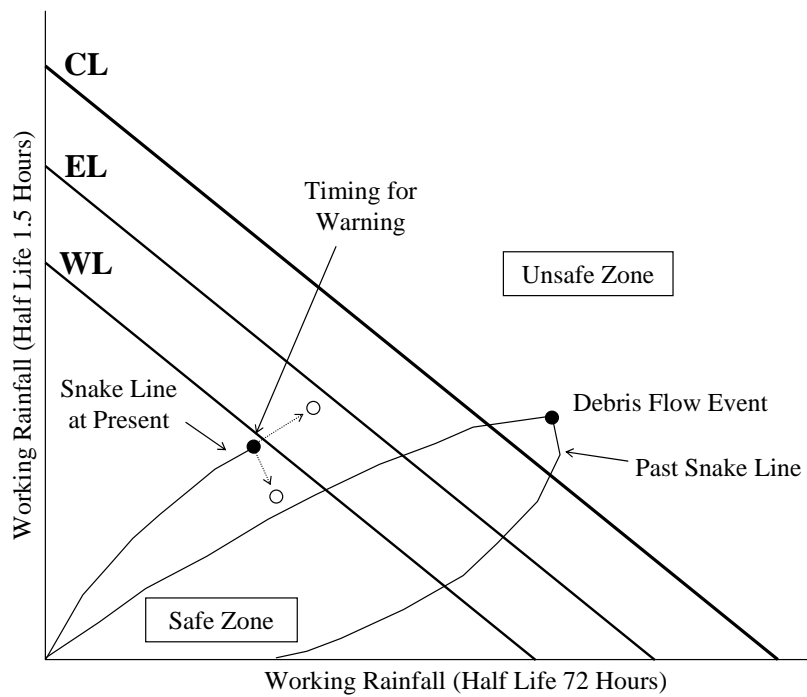 CL
EL
WL
Timing for
Warning
Unsafe Zone
Snake Line
at Present
Debris Flow Event
Past Snake Line
Safe Zone
Working Rainfall (Half Life 1.5 Hours)
Working Rainfall (Half Life 72 Hours)